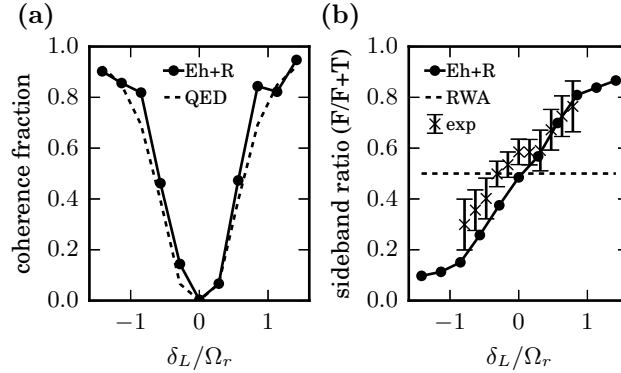 (a)
coherence fraction
1.0
0.8
0.6
0.4
0.2
0.0
Eh+R
QED
−1
0
1
δ_L/Ω_r
(b)
sideband ratio (F/F+T)
1.0
0.8
0.6
0.4
0.2
0.0
Eh+R
RWA
exp
−1
0
1
δ_L/Ω_r